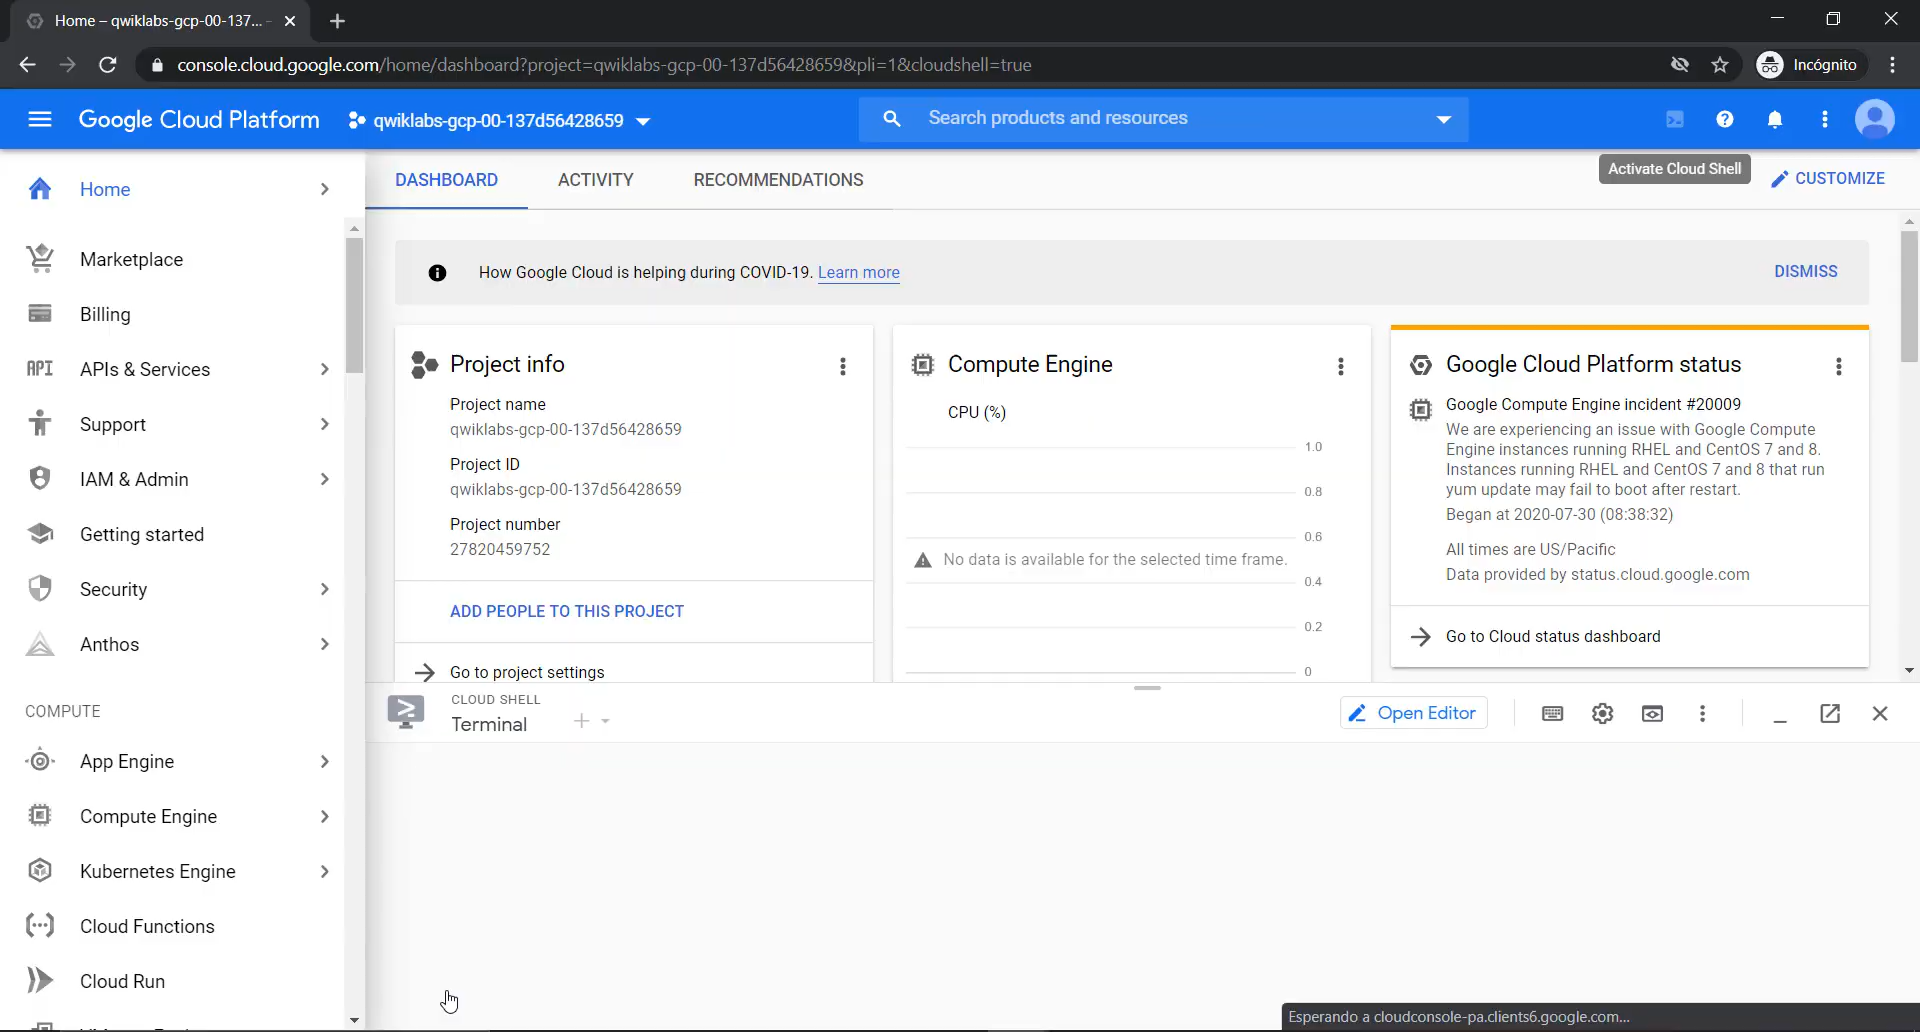 Home – qwiklabs-gcp-00-137...
console.cloud.google.com/home/dashboard?project=qwiklabs-gcp-00-137d56428659&pli=1&cloudshell=true
Incógnito
Google Cloud Platform
qwiklabs-gcp-00-137d56428659
Search products and resources
Home
DASHBOARD
ACTIVITY
RECOMMENDATIONS
Activate Cloud Shell
CUSTOMIZE
Marketplace
Billing
API APIs & Services
Support
IAM & Admin
Getting started
Security
Anthos
COMPUTE
App Engine
Compute Engine
Kubernetes Engine
Cloud Functions
Cloud Run
How Google Cloud is helping during COVID-19. Learn more
DISMISS
Project info
Project name
qwiklabs-gcp-00-137d56428659
Project ID
qwiklabs-gcp-00-137d56428659
Project number
27820459752
ADD PEOPLE TO THIS PROJECT
Go to project settings
Compute Engine
CPU (%)
1.0
0.8
0.6
No data is available for the selected time frame.
0.4
0.2
0
Google Cloud Platform status
Google Compute Engine incident #20009
We are experiencing an issue with Google Compute
Engine instances running RHEL and CentOS 7 and 8.
Instances running RHEL and CentOS 7 and 8 that run
yum update may fail to boot after restart.
Began at 2020-07-30 (08:38:32)
All times are US/Pacific
Data provided by status.cloud.google.com
Go to Cloud status dashboard
CLOUD SHELL
Terminal
Open Editor
Esperando a cloudconsole-pa.clients6.google.com...